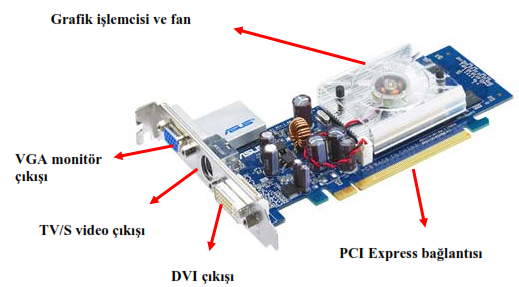 Grafik işlemcisi ve fan
ASUS
VGA monitör
çıkışı
TV/S video çıkışı
DVI çıkışı
PCI Express bağlantısı